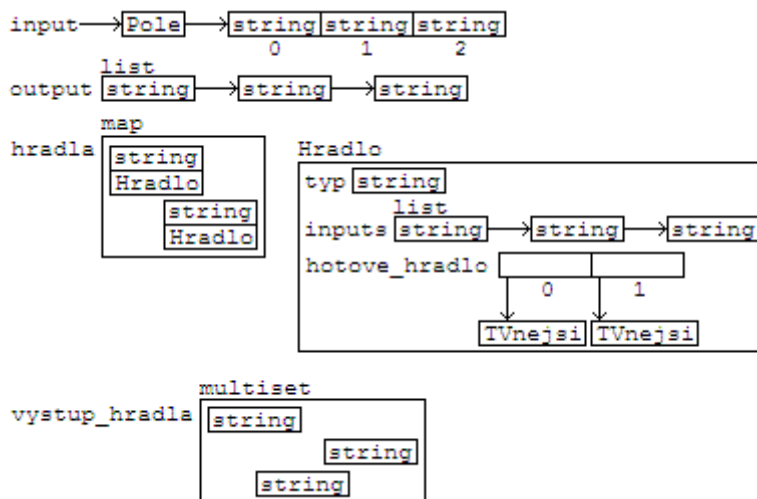 input Pole string string string
0 1 2
list
output string string string
map
hradla string Hradlo string Hradlo
Hradlo
typ string
list
inputs string string string
hotove_hradlo
0 1
TVnejsi TVnejsi
multiset
vystup_hradla string
string
string